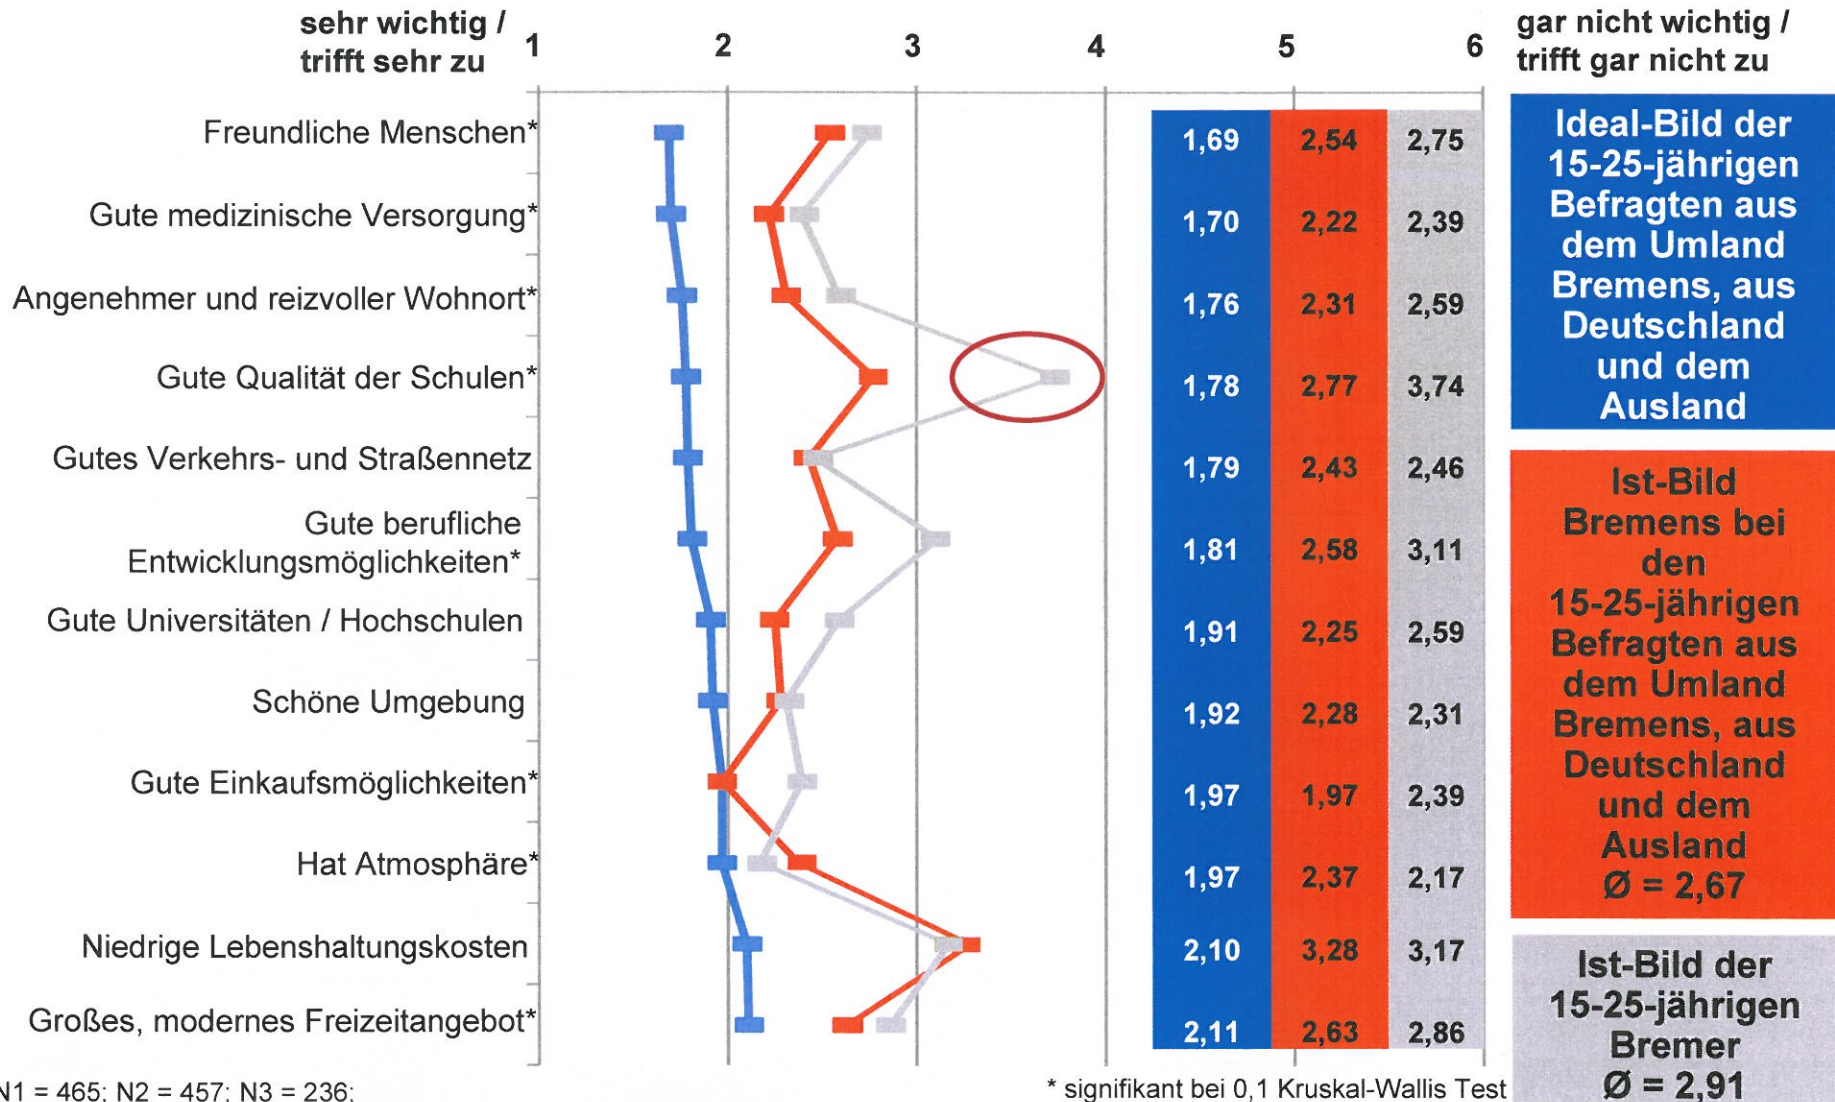 sehr wichtig /
trifft sehr zu
1 2 3 4 5 6
gar nicht wichtig /
trifft gar nicht zu
Freundliche Menschen* 1,69 2,54 2,75
Gute medizinische Versorgung* 1,70 2,22 2,39
Angenehmer und reizvoller Wohnort* 1,76 2,31 2,59
Gute Qualität der Schulen* 1,78 2,77 3,74
Gutes Verkehrs- und Straßennetz 1,79 2,43 2,46
Gute berufliche
Entwicklungsmöglichkeiten* 1,81 2,58 3,11
Gute Universitäten / Hochschulen 1,91 2,25 2,59
Schöne Umgebung 1,92 2,28 2,31
Gute Einkaufsmöglichkeiten* 1,97 1,97 2,39
Hat Atmosphäre* 1,97 2,37 2,17
Niedrige Lebenshaltungskosten 2,10 3,28 3,17
Großes, modernes Freizeitangebot* 2,11 2,63 2,86
Ideal-Bild der
15-25-jährigen
Befragten aus
dem Umland
Bremens, aus
Deutschland
und dem
Ausland
Ist-Bild
Bremens bei
den
15-25-jährigen
Befragten aus
dem Umland
Bremens, aus
Deutschland
und dem
Ausland
Ø = 2,67
Ist-Bild der
15-25-jährigen
Bremer
Ø = 2,91
N1 = 465; N2 = 457; N3 = 236;
* signifikant bei 0,1 Kruskal-Wallis Test